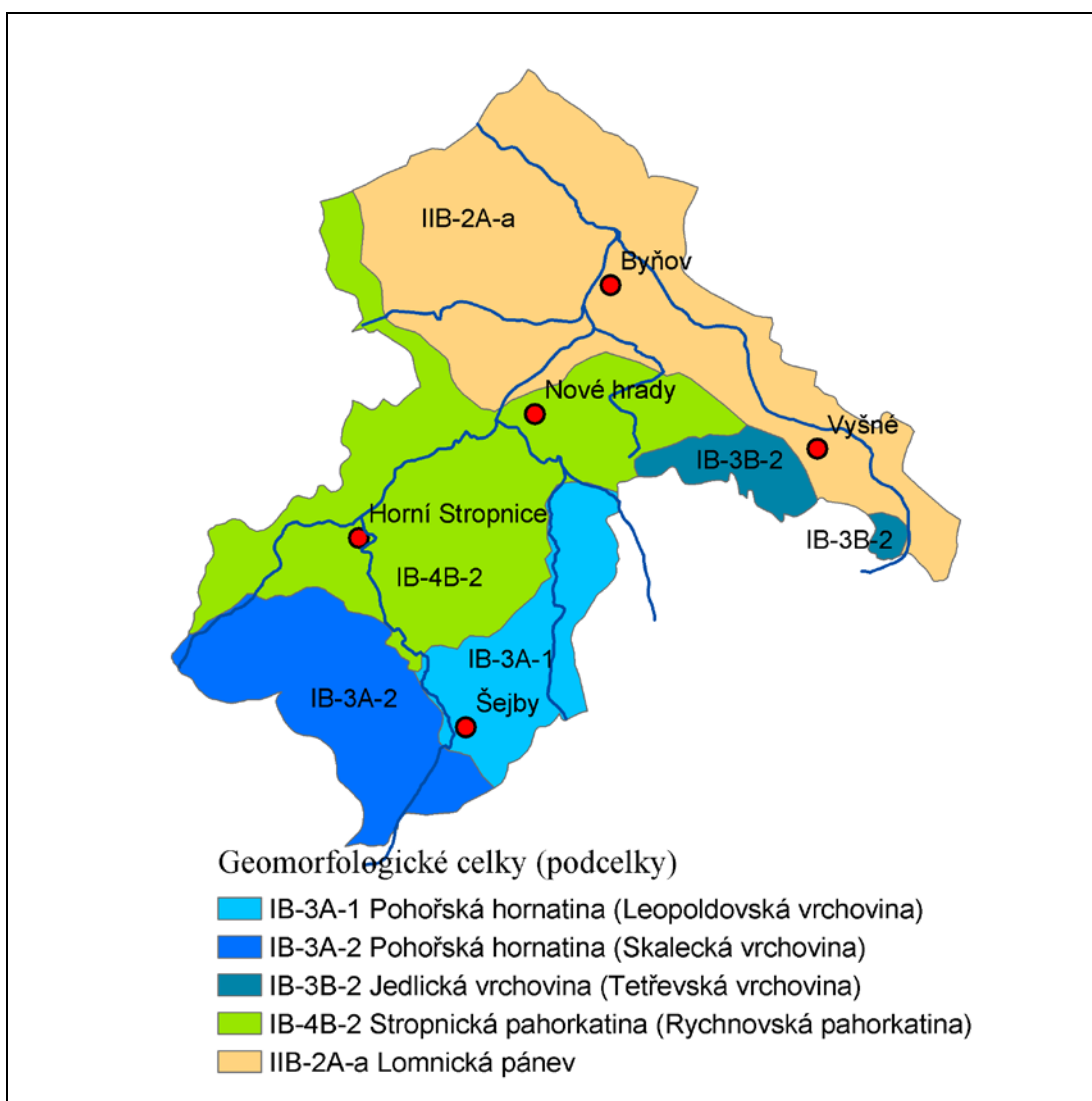 IIB-2A-a
Byňov
Nové hrady
Vyšné
IB-3B-2
Horní Stropnice
IB-3B-2
IB-4B-2
IB-3A-1
IB-3A-2
Šejby
Geomorfologické celky (podcelky)
IB-3A-1 Pohořská hornatina (Leopoldovská vrchovina)
IB-3A-2 Pohořská hornatina (Skalecká vrchovina)
IB-3B-2 Jedlická vrchovina (Tetřevská vrchovina)
IB-4B-2 Stropnická pahorkatina (Rychnovská pahorkatina)
IIB-2A-a Lomnická pánev